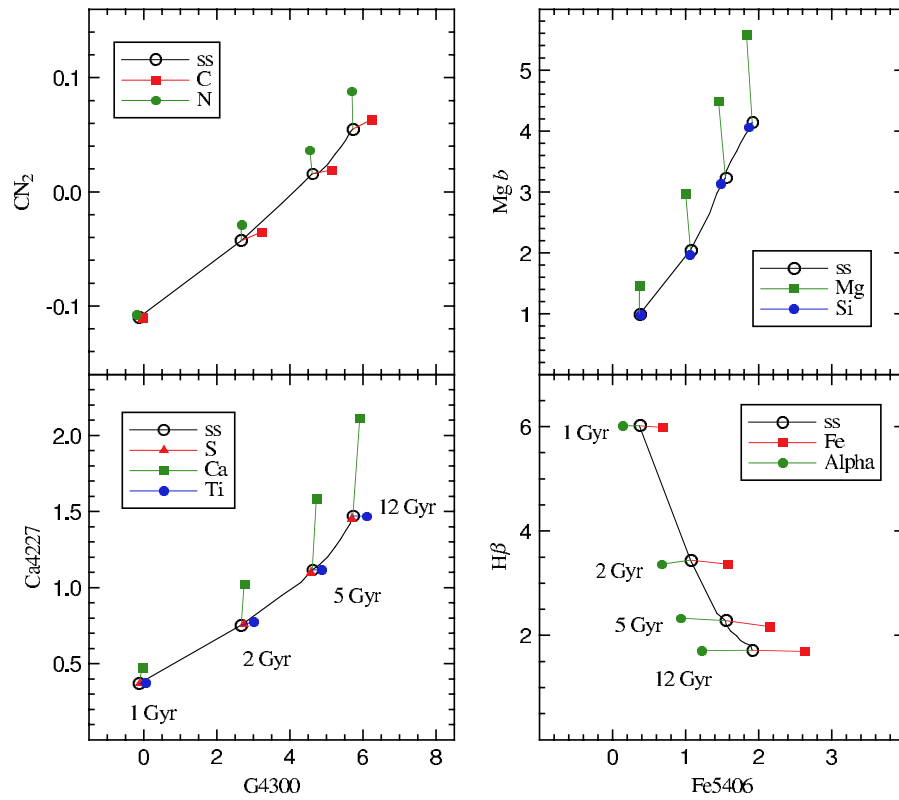 ss
C
N
0.1
0.0
-0.1
CN2
5
4
3
2
1
Mg b
ss
Mg
Si
ss
S
Ca
Ti
2.0
1.5
1.0
0.5
Ca4227
12 Gyr
5 Gyr
2 Gyr
1 Gyr
0 2 4 6 8
G4300
ss
Fe
Alpha
6
4
2
Hβ
1 Gyr
2 Gyr
5 Gyr
12 Gyr
0 1 2 3
Fe5406